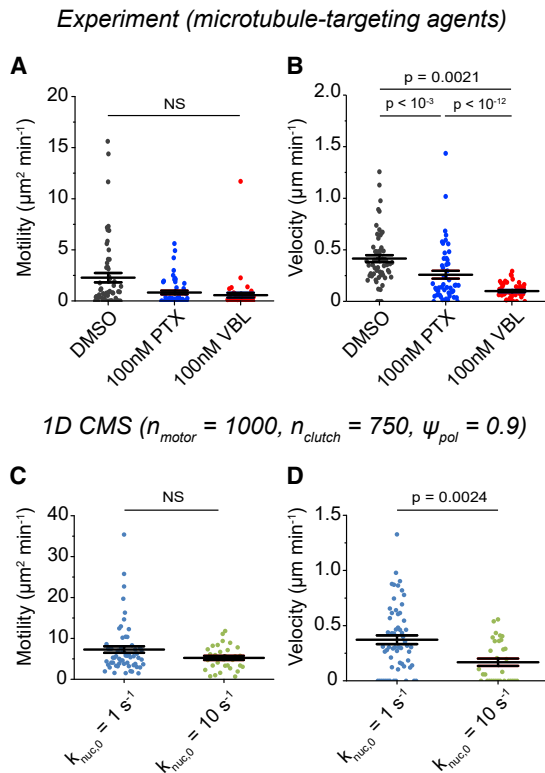 Experiment (microtubule-targeting agents)
A
NS
Motility (µm² min⁻¹)
20
15
10
5
0
DMSO
100nM PTX
100nM VBL
B
p = 0.0021
p < 10⁻³
p < 10⁻¹²
Velocity (µm min⁻¹)
2.0
1.5
1.0
0.5
0.0
DMSO
100nM PTX
100nM VBL
1D CMS (n_motor = 1000, n_clutch = 750, ψ_pol = 0.9)
C
NS
Motility (µm² min⁻¹)
40
30
20
10
0
k_nuc,0 = 1 s⁻¹
k_nuc,0 = 10 s⁻¹
D
p = 0.0024
Velocity (µm min⁻¹)
1.5
1.0
0.5
0.0
k_nuc,0 = 1 s⁻¹
k_nuc,0 = 10 s⁻¹